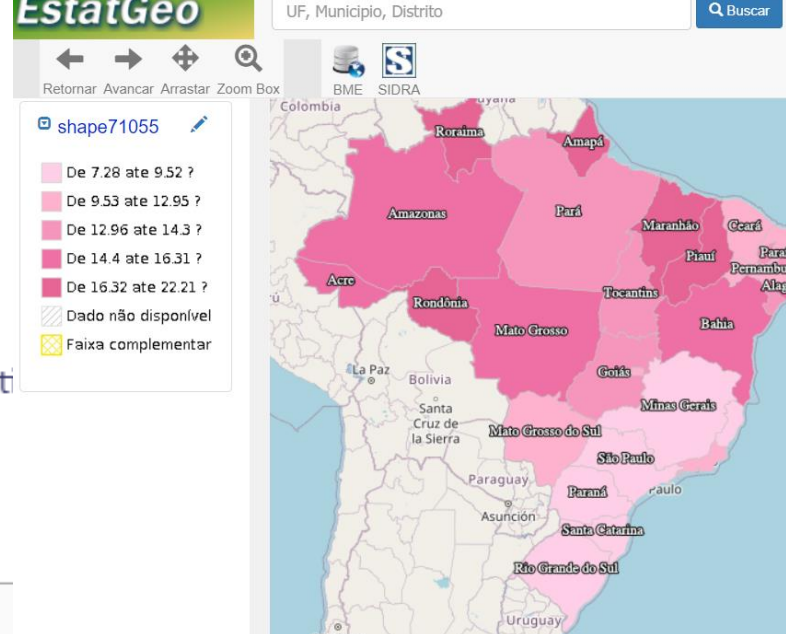 EstatGeo
UF, Municipio, Distrito
Buscar
Retornar Avancar Arrastar Zoom Box
BME SIDRA
shape71055
De 7.28 ate 9.52 ?
De 9.53 ate 12.95 ?
De 12.96 ate 14.3 ?
De 14.4 ate 16.31 ?
De 16.32 ate 22.21 ?
Dado não disponível
Faixa complementar
Colombia
Roraima
Amapá
Amazonas
Pará
Maranhão
Ceará
Piauí
Acre
Rondônia
Tocantins
Mato Grosso
Bahia
La Paz
Bolivia
Goiás
Santa
Cruz de
la Sierra
Minas Gerais
Mato Grosso do Sul
São Paulo
Paraguay
Paraná
Paulo
Asunción
Santa Catarina
Rio Grande do Sul
Uruguay